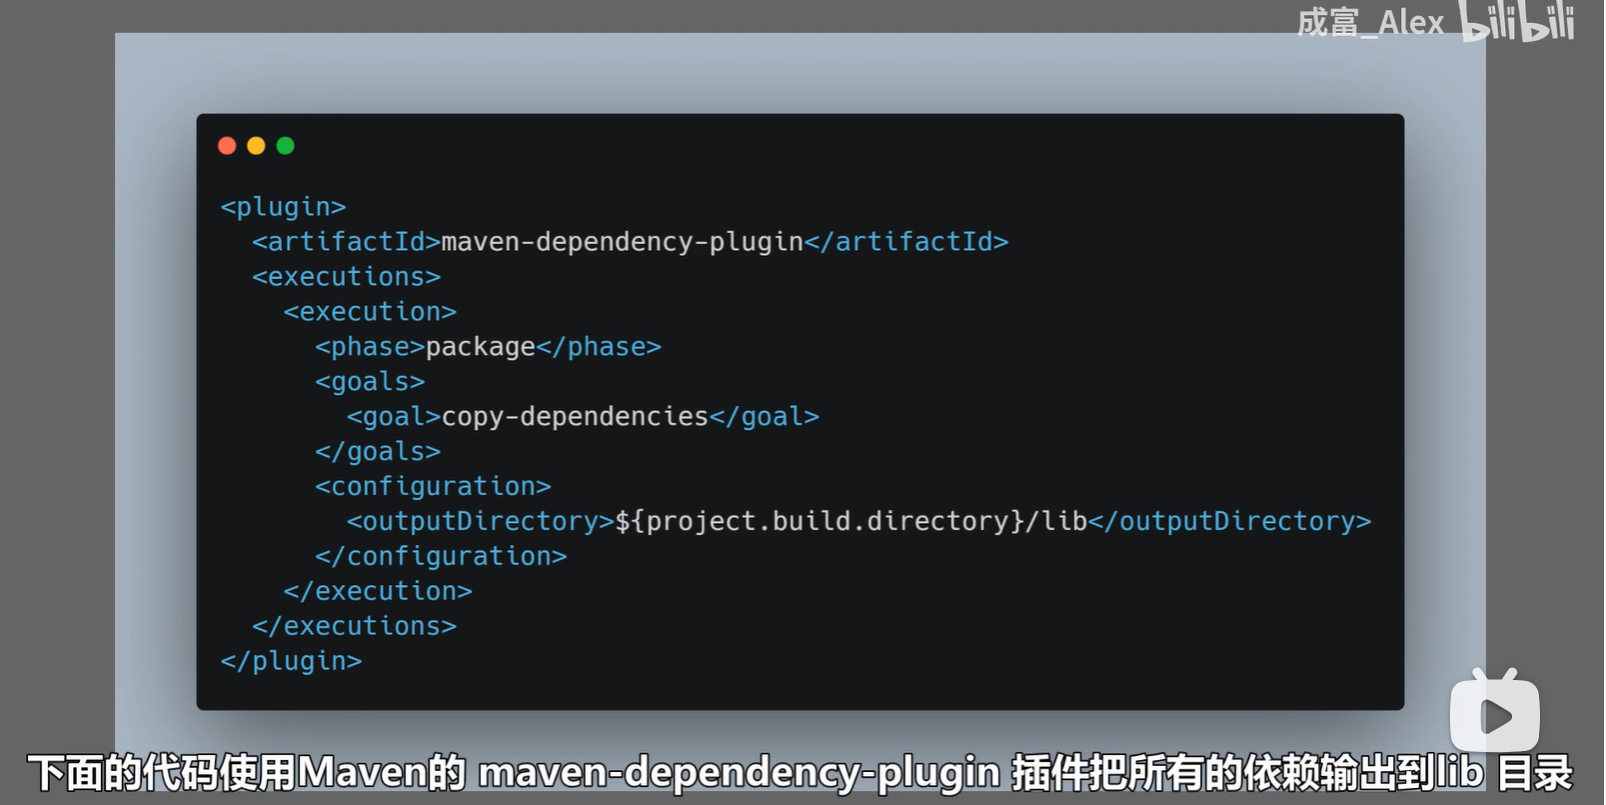 成富_Alex bilibili
<plugin>
  <artifactId>maven-dependency-plugin</artifactId>
  <executions>
    <execution>
      <phase>package</phase>
      <goals>
        <goal>copy-dependencies</goal>
      </goals>
      <configuration>
        <outputDirectory>${project.build.directory}/lib</outputDirectory>
      </configuration>
    </execution>
  </executions>
</plugin>
下面的代码使用Maven的 maven-dependency-plugin 插件把所有的依赖输出到lib 目录